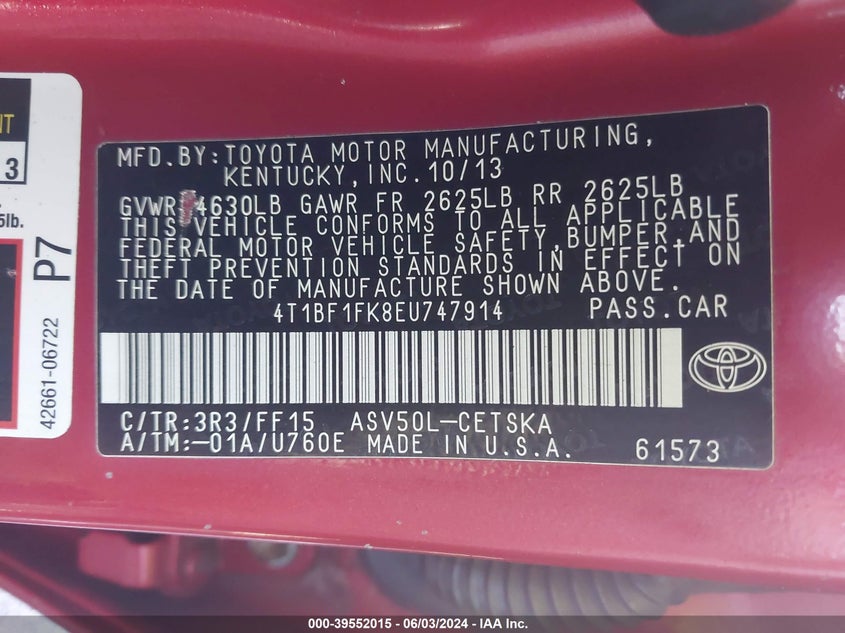 NT
3
5lb.
P7
42661-06722
MFD.BY:TOYOTA MOTOR MANUFACTURING,
KENTUCKY,INC.10/13
GVWR 4630LB GAWR FR 2625LB RR 2625LB
THIS VEHICLE CONFORMS TO ALL APPLICABLE
FEDERAL MOTOR VEHICLE SAFETY,BUMPER,AND
THEFT PREVENTION STANDARDS IN EFFECT ON
THE DATE OF MANUFACTURE SHOWN ABOVE.
4T1BF1FK8EU747914 PASS.CAR
C/TR:3R3/FF15 ASV50L-CETSKA
A/TM:-01A/U760E MADE IN U.S.A. 61573
000-39552015 - 06/03/2024 - IAA Inc.